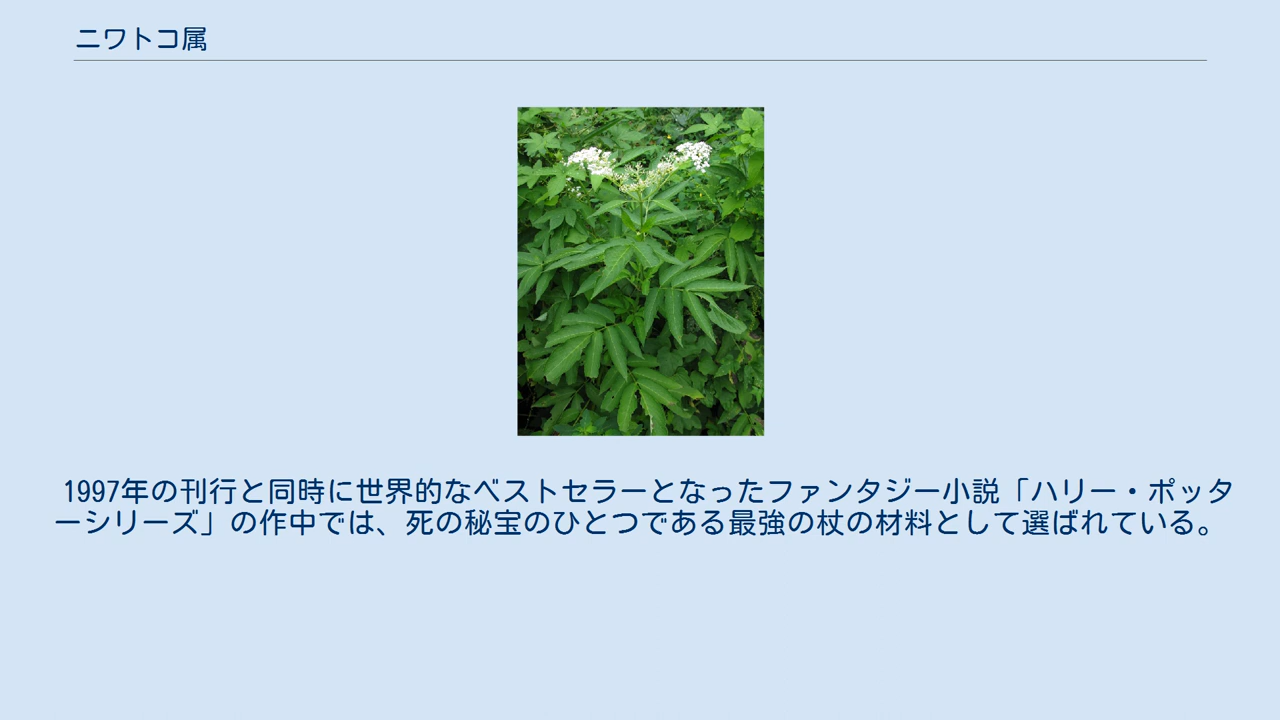 ニワトコ属
1997年の刊行と同時に世界的なベストセラーとなったファンタジー小説「ハリー・ポッタ
ーシリーズ」の作中では、死の秘宝のひとつである最強の杖の材料として選ばれている。